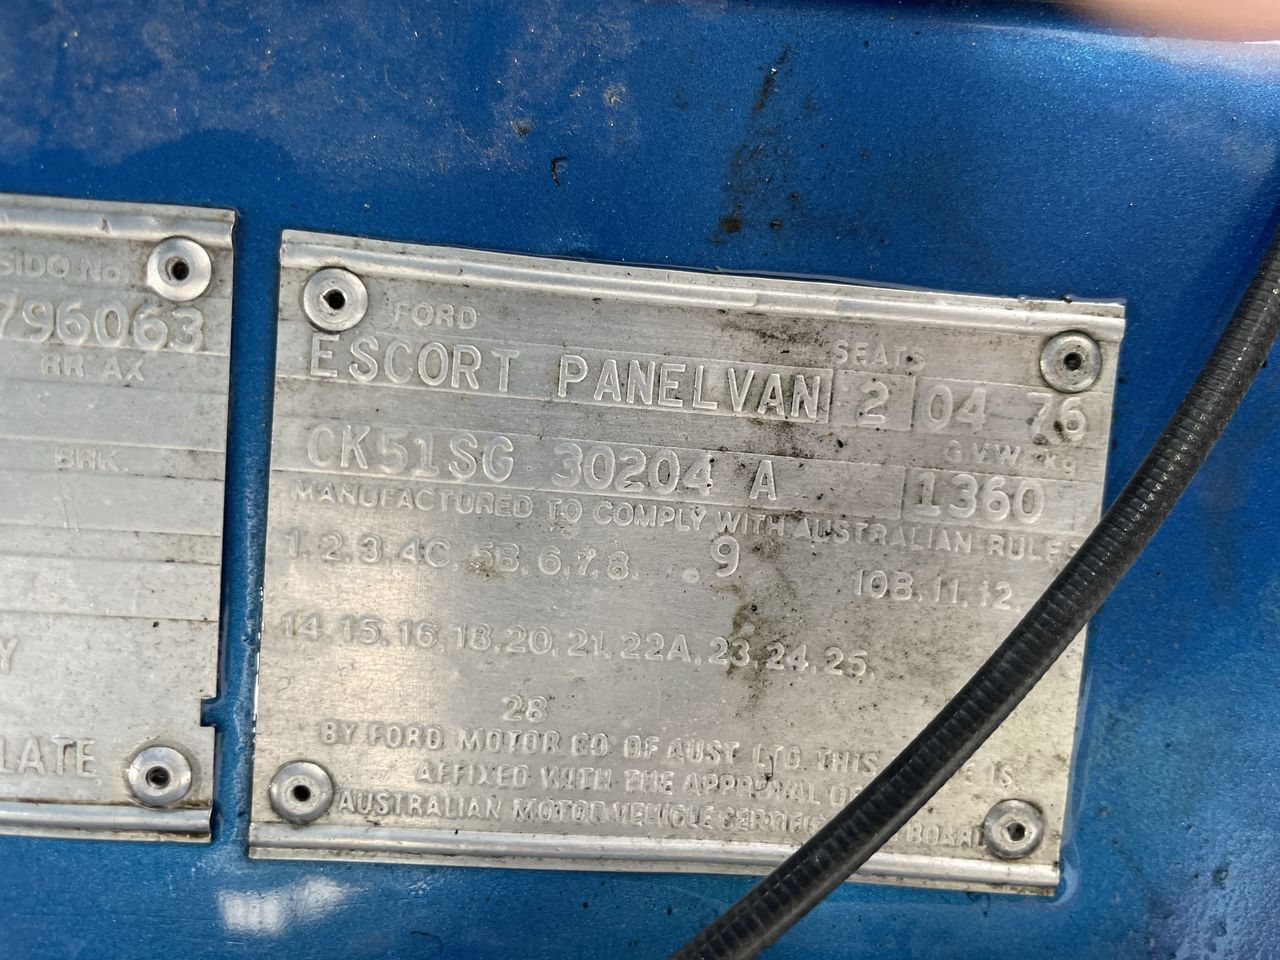 SIDO No.
796063
RR AX
BRK.
Y
LATE
FORD
SEATS
ESCORT PANELVAN 2 04 76
G V W kg
CK51SG 30204 A 1360
MANUFACTURED TO COMPLY WITH AUSTRALIAN RULES
1, 2, 3, 4C, 5B, 6, 7, 8, . 9 10B, 11, 12,
14, 15, 16, 18, 20, 21, 22A, 23, 24, 25,
28
BY FORD MOTOR CO. OF AUST. LTD. THIS IS
AFFIXED WITH THE APPROVAL OF
AUSTRALIAN MOTOR VEHICLE BOARD